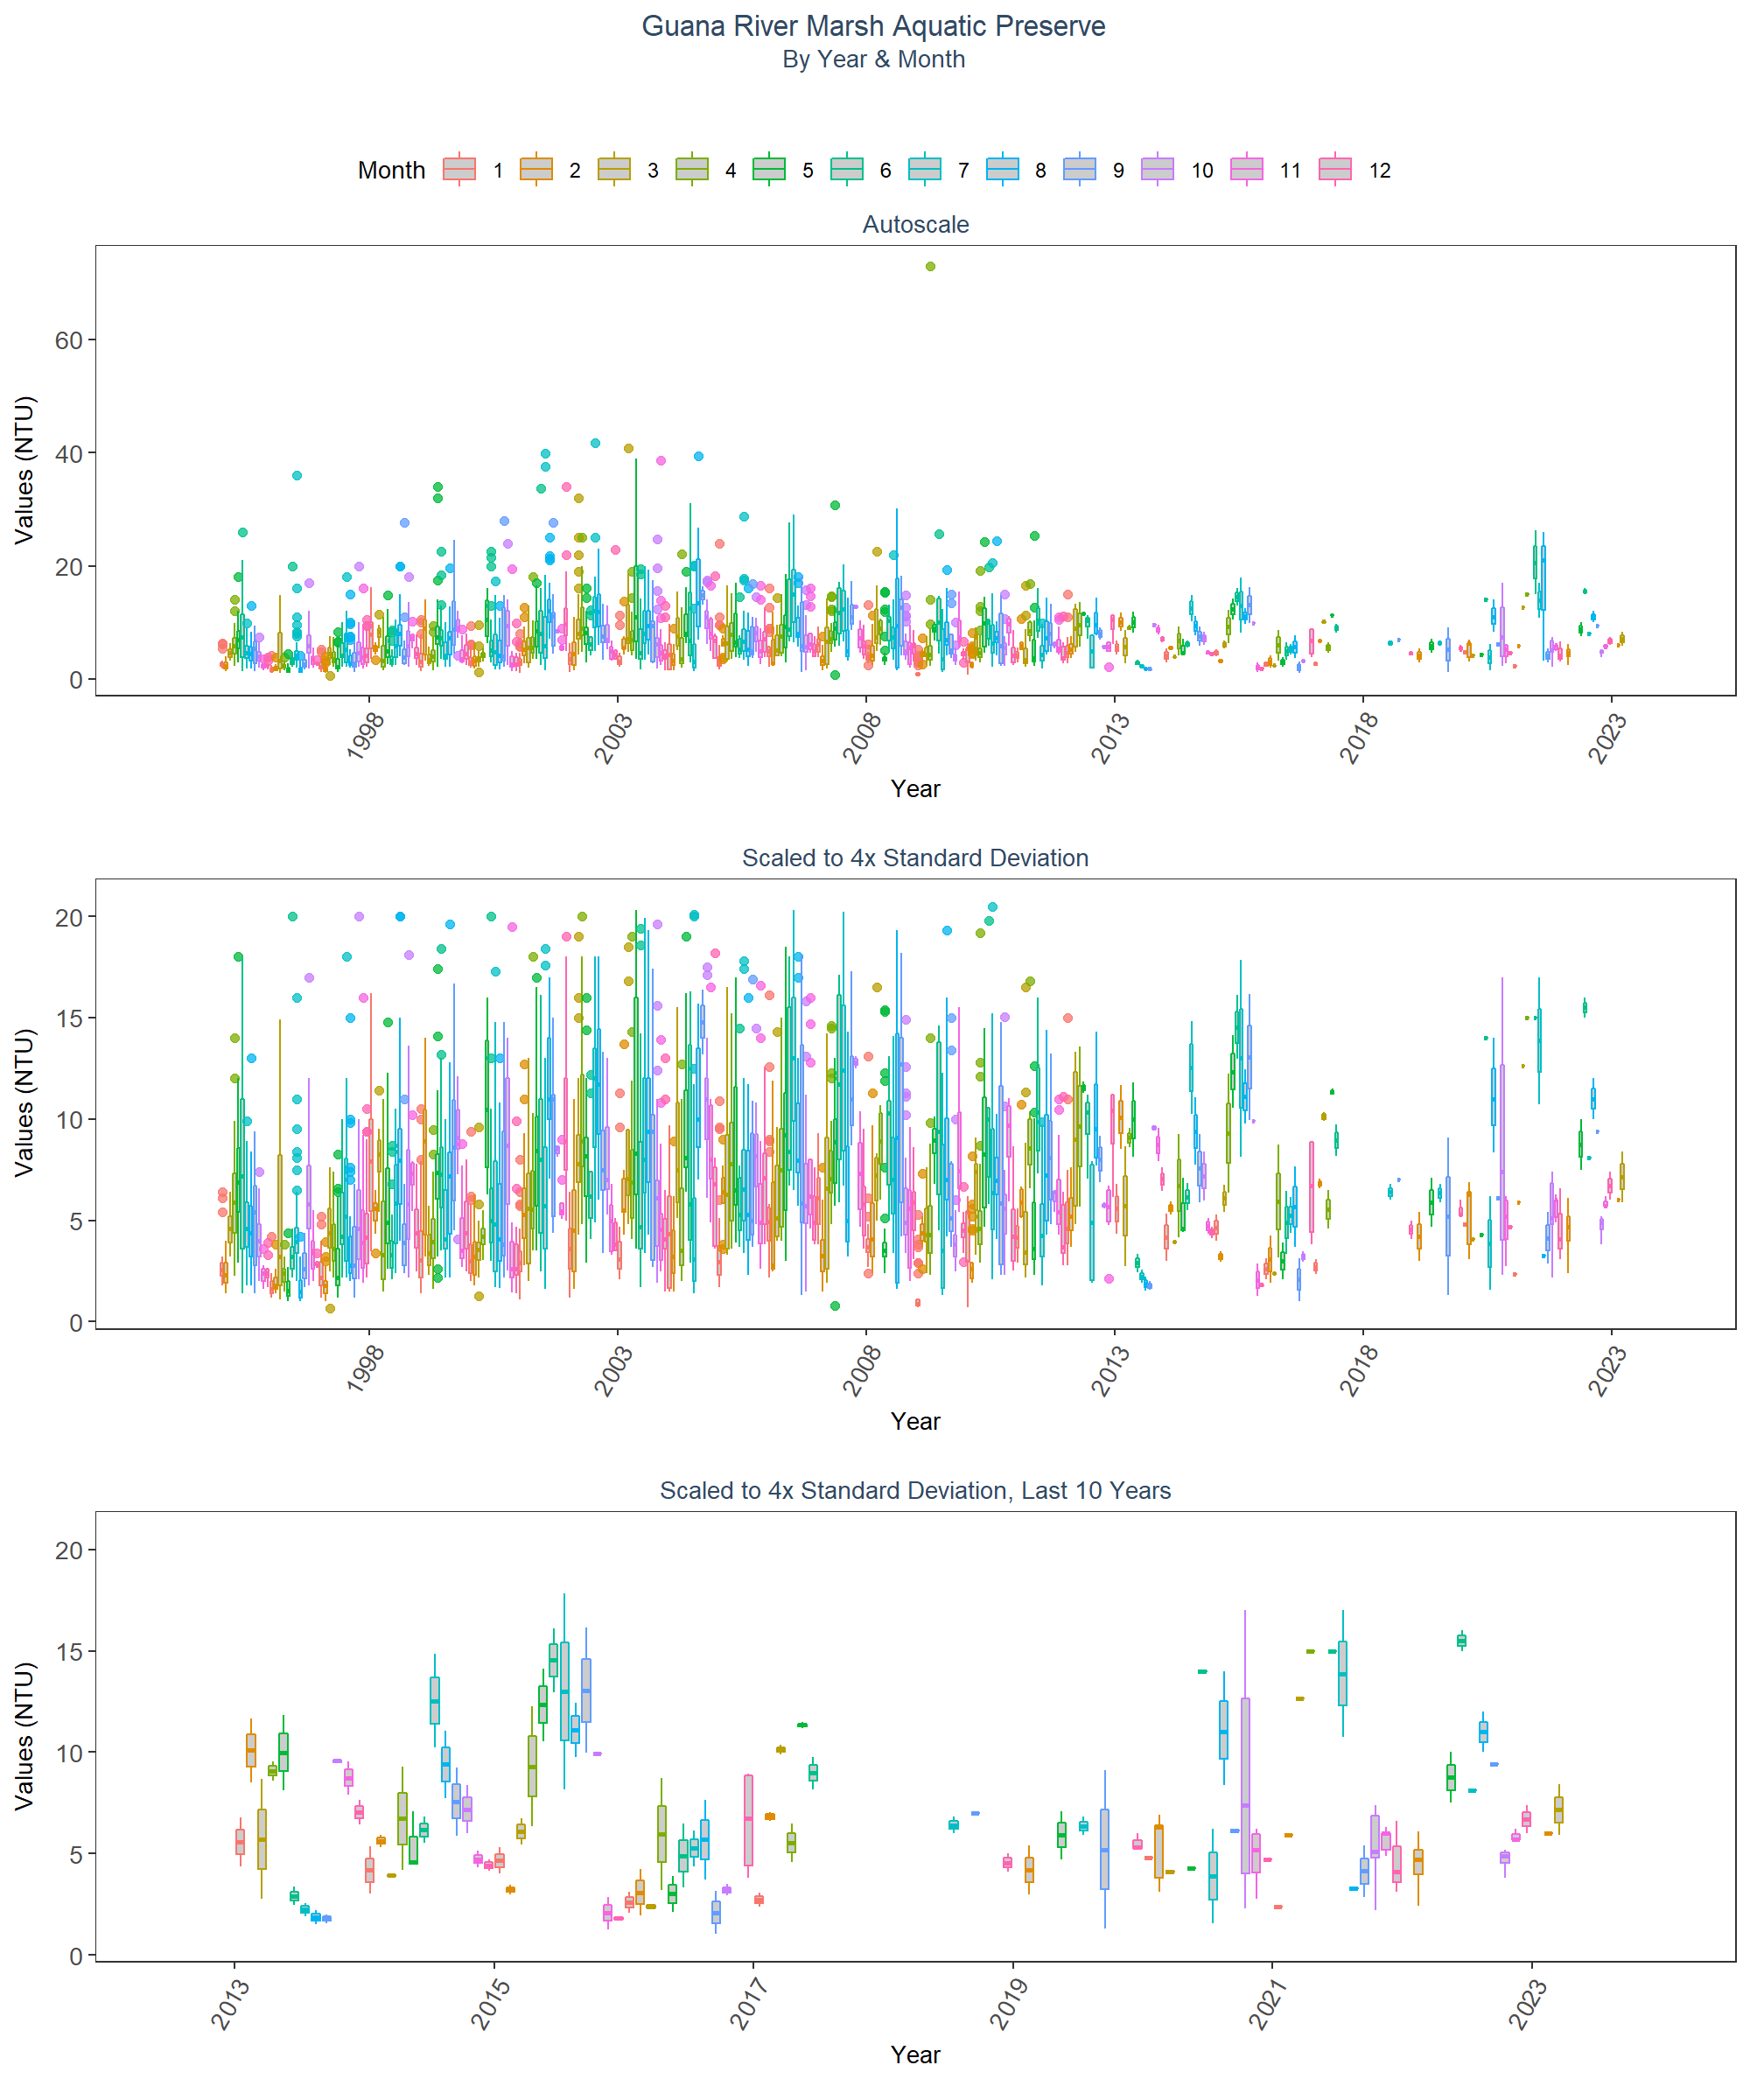 Guana River Marsh Aquatic Preserve
By Year & Month
Month 1 2 3 4 5 6 7 8 9 10 11 12
Autoscale
Values (NTU)
60
40
20
0
1998 2003 2008 2013 2018 2023
Year
Scaled to 4x Standard Deviation
Values (NTU)
20
15
10
5
0
1998 2003 2008 2013 2018 2023
Year
Scaled to 4x Standard Deviation, Last 10 Years
Values (NTU)
20
15
10
5
0
2013 2015 2017 2019 2021 2023
Year